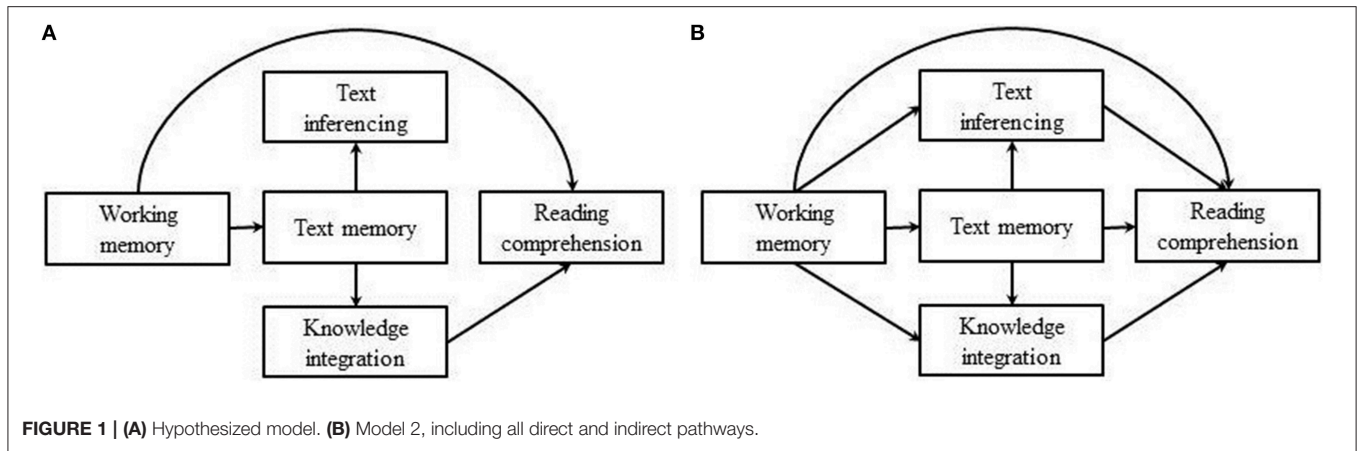 A
Text
inferencing
Working
memory
Text memory
Reading
comprehension
Knowledge
integration
B
Text
inferencing
Working
memory
Text memory
Reading
comprehension
Knowledge
integration
FIGURE 1 | (A) Hypothesized model. (B) Model 2, including all direct and indirect pathways.